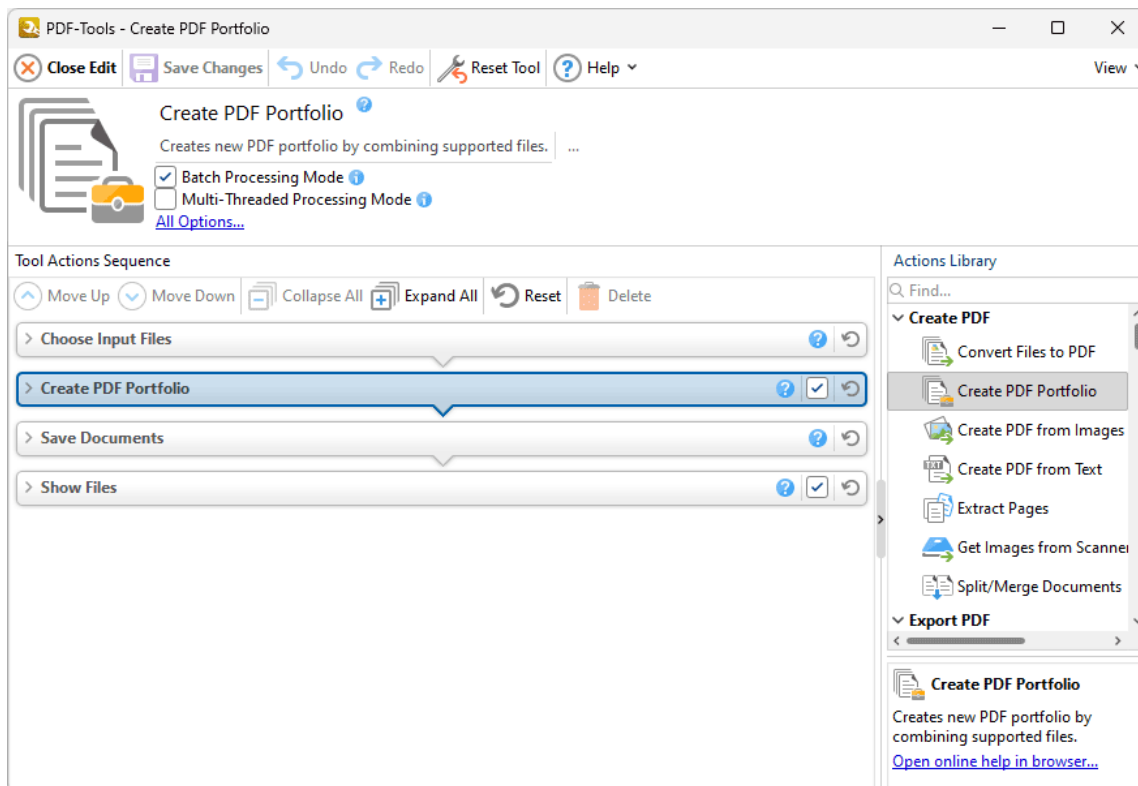 PDF-Tools - Create PDF Portfolio
Close Edit Save Changes Undo Redo Reset Tool ? Help View
Create PDF Portfolio ?
Creates new PDF portfolio by combining supported files. ...
Batch Processing Mode i
Multi-Threaded Processing Mode i
All Options...
Tool Actions Sequence
Move Up Move Down Collapse All Expand All Reset Delete
Choose Input Files ?
Create PDF Portfolio ?
Save Documents ?
Show Files ?
Actions Library
Find...
Create PDF
Convert Files to PDF
Create PDF Portfolio
Create PDF from Images
TXT Create PDF from Text
Extract Pages
Get Images from Scanner
Split/Merge Documents
Export PDF
Create PDF Portfolio
Creates new PDF portfolio by
combining supported files.
Open online help in browser...